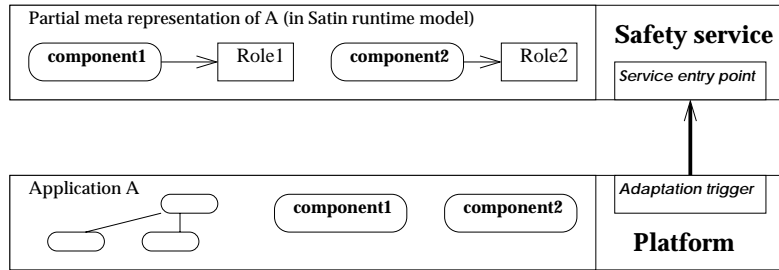 Partial meta representation of A (in Satin runtime model)
component1
Role1
component2
Role2
Safety service
Service entry point
Application A
component1
component2
Adaptation trigger
Platform